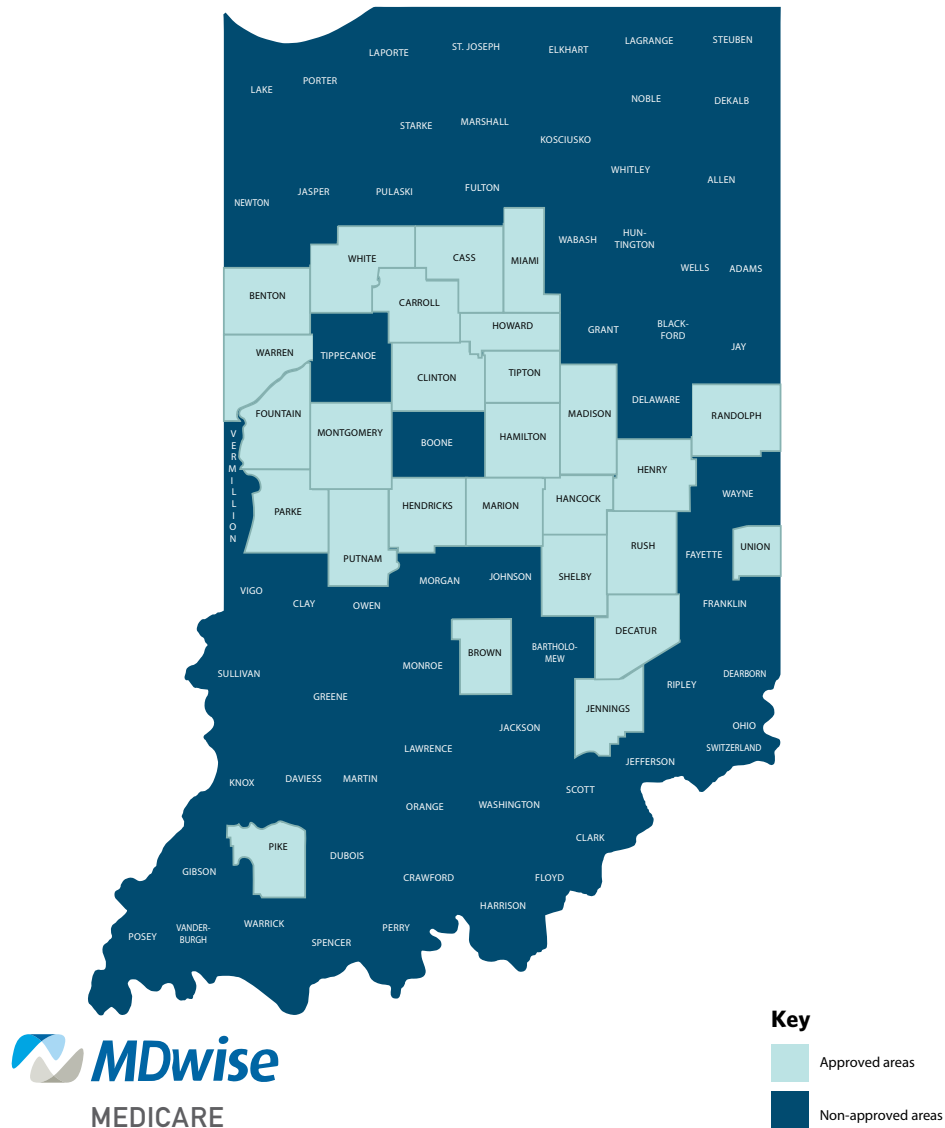 LAPORTE
ST. JOSEPH
ELKHART
LAGRANGE
STEUBEN
LAKE
PORTER
NOBLE
DEKALB
STARKE
MARSHALL
KOSCIUSKO
WHITLEY
ALLEN
NEWTON
JASPER
PULASKI
FULTON
WABASH
HUN-
TINGTON
WELLS
ADAMS
WHITE
CASS
MIAMI
BENTON
CARROLL
HOWARD
GRANT
BLACK-
FORD
JAY
WARREN
TIPPECANOE
CLINTON
TIPTON
MADISON
DELAWARE
RANDOLPH
FOUNTAIN
MONTGOMERY
BOONE
HAMILTON
HENRY
WAYNE
VERMILLION
PARKE
HENDRICKS
MARION
HANCOCK
PUTNAM
SHELBY
RUSH
FAYETTE
UNION
VIGO
CLAY
OWEN
MORGAN
JOHNSON
DECATUR
FRANKLIN
SULLIVAN
GREENE
MONROE
BROWN
BARTHOLO-
MEW
JENNINGS
RIPLEY
DEARBORN
JACKSON
OHIO
SWITZERLAND
LAWRENCE
JEFFERSON
KNOX
DAVIESS
MARTIN
ORANGE
WASHINGTON
SCOTT
CLARK
PIKE
DUBOIS
GIBSON
CRAWFORD
FLOYD
HARRISON
POSEY
VANDER-
BURGH
WARRICK
SPENCER
PERRY
MDwise
MEDICARE
Key
Approved areas
Non-approved areas